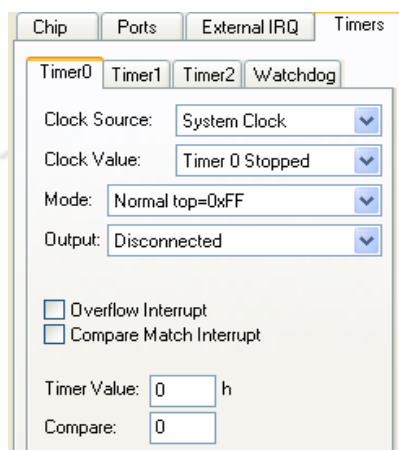 Chip Ports External IRQ Timers
Timer0 Timer1 Timer2 Watchdog
Clock Source: System Clock
Clock Value: Timer 0 Stopped
Mode: Normal top=0xFF
Output: Disconnected
Overflow Interrupt
Compare Match Interrupt
Timer Value: 0 h
Compare: 0